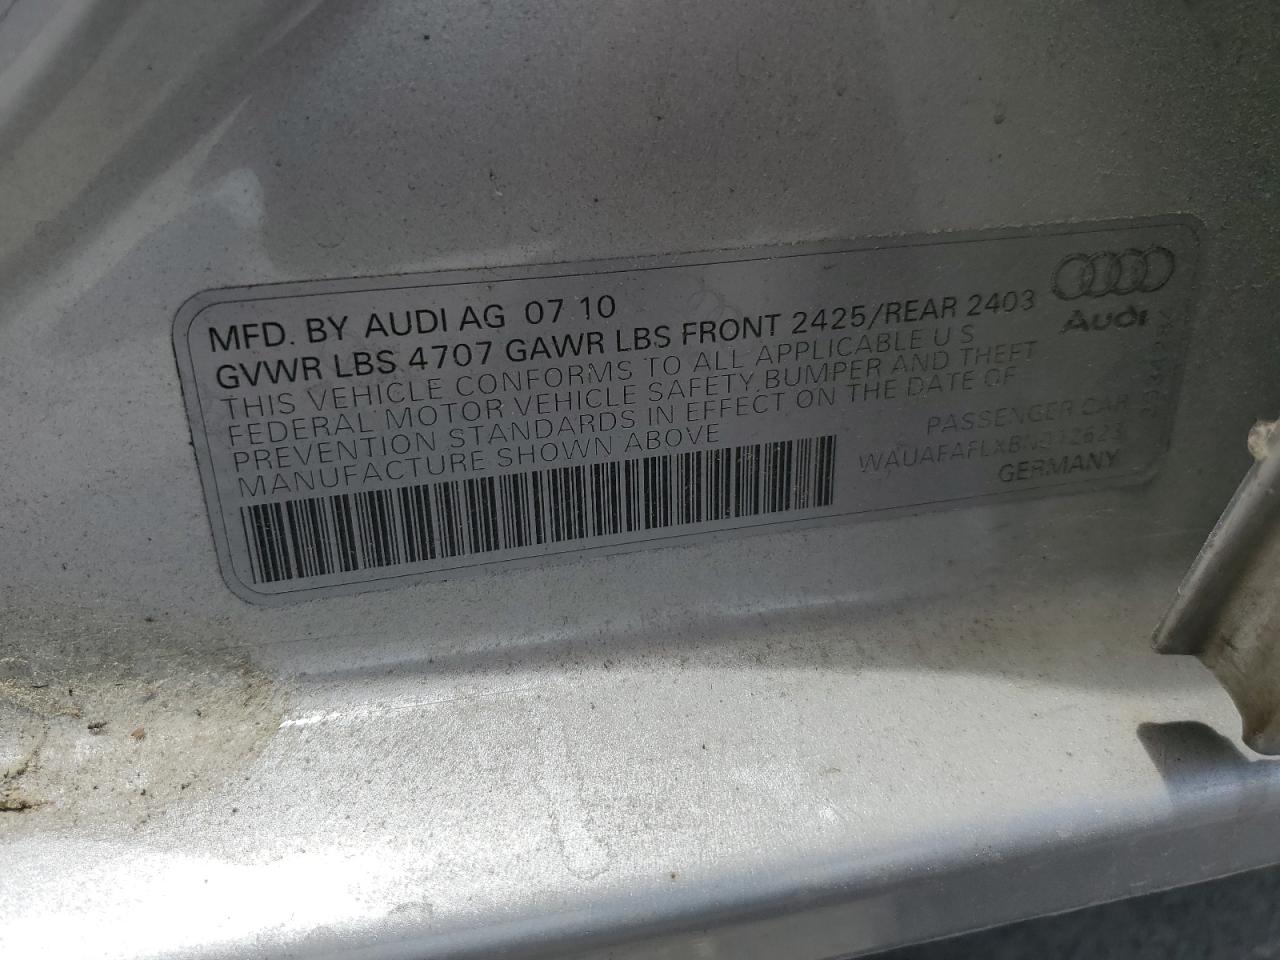 MFD. BY AUDI AG 07 10
GVWR LBS 4707 GAWR LBS FRONT 2425/REAR 2403
THIS VEHICLE CONFORMS TO ALL APPLICABLE U S
FEDERAL MOTOR VEHICLE SAFETY BUMPER AND THEFT
PREVENTION STANDARDS IN EFFECT ON THE DATE OF
MANUFACTURE SHOWN ABOVE
Audi
PASSENGER CAR
WAUAFAFLXBN012623
GERMANY